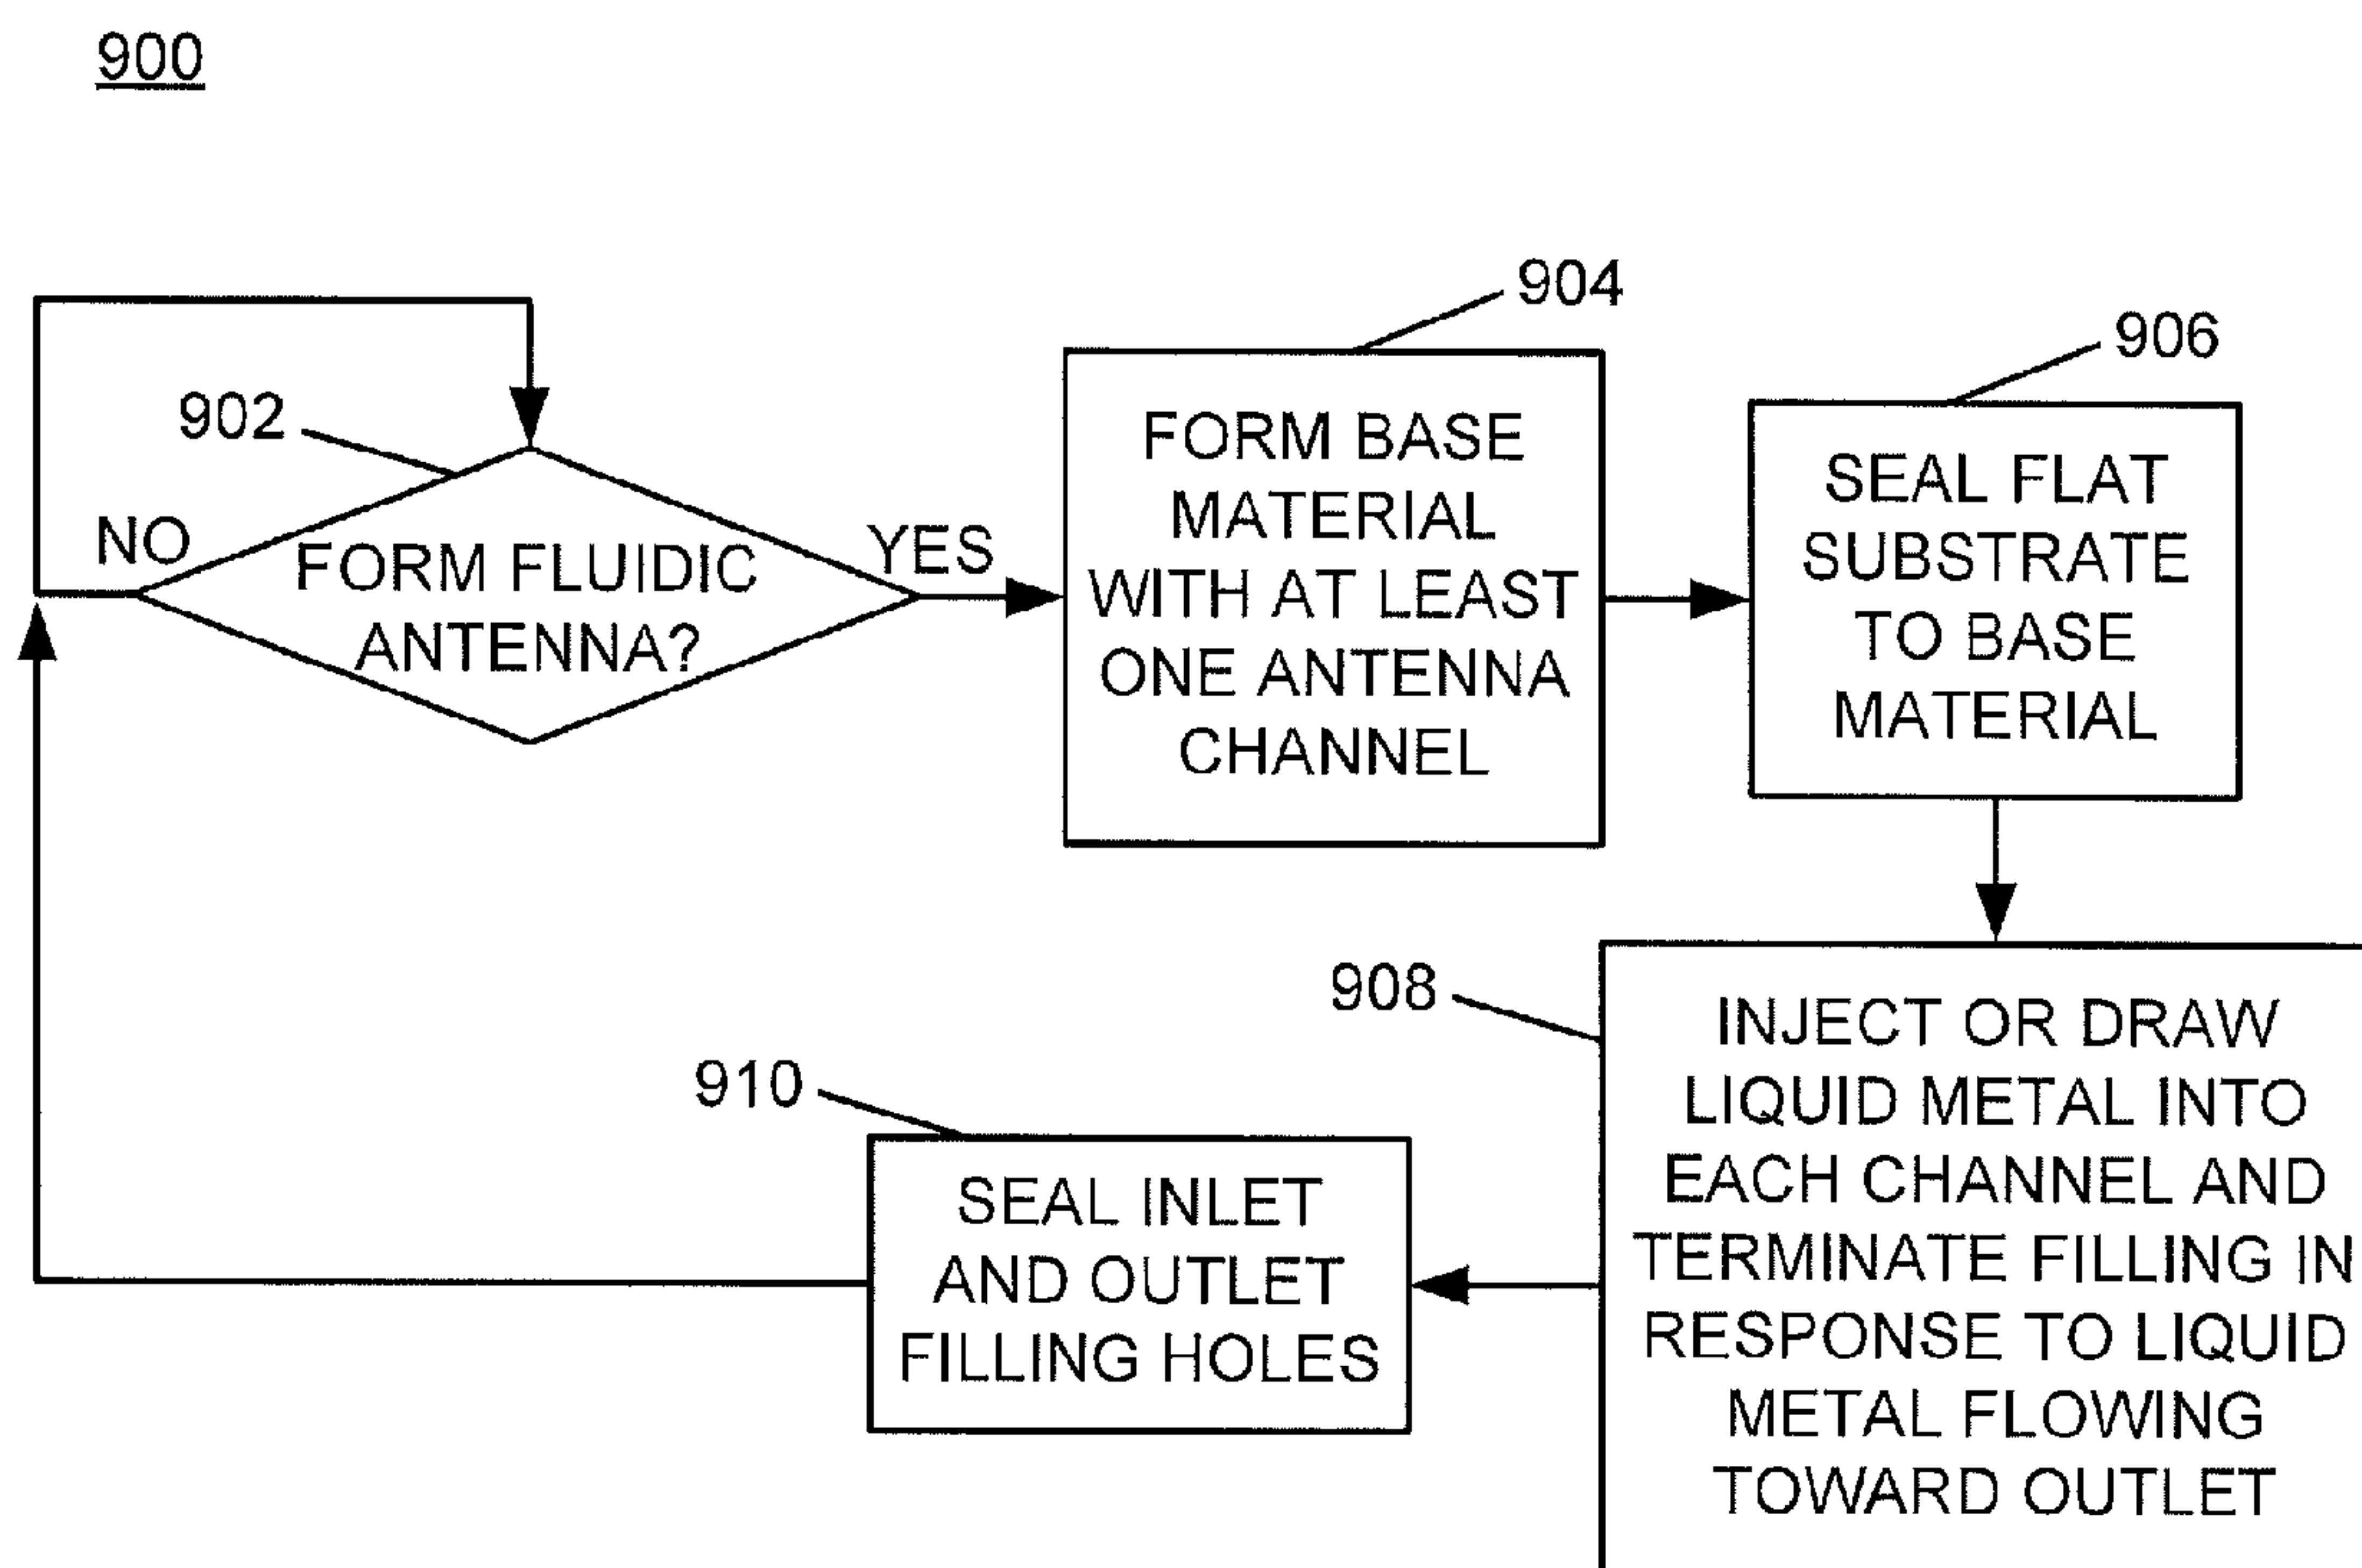 900
902
NO
FORM FLUIDIC
ANTENNA?
YES
904
FORM BASE
MATERIAL
WITH AT LEAST
ONE ANTENNA
CHANNEL
906
SEAL FLAT
SUBSTRATE
TO BASE
MATERIAL
908
INJECT OR DRAW
LIQUID METAL INTO
EACH CHANNEL AND
TERMINATE FILLING IN
RESPONSE TO LIQUID
METAL FLOWING
TOWARD OUTLET
910
SEAL INLET
AND OUTLET
FILLING HOLES